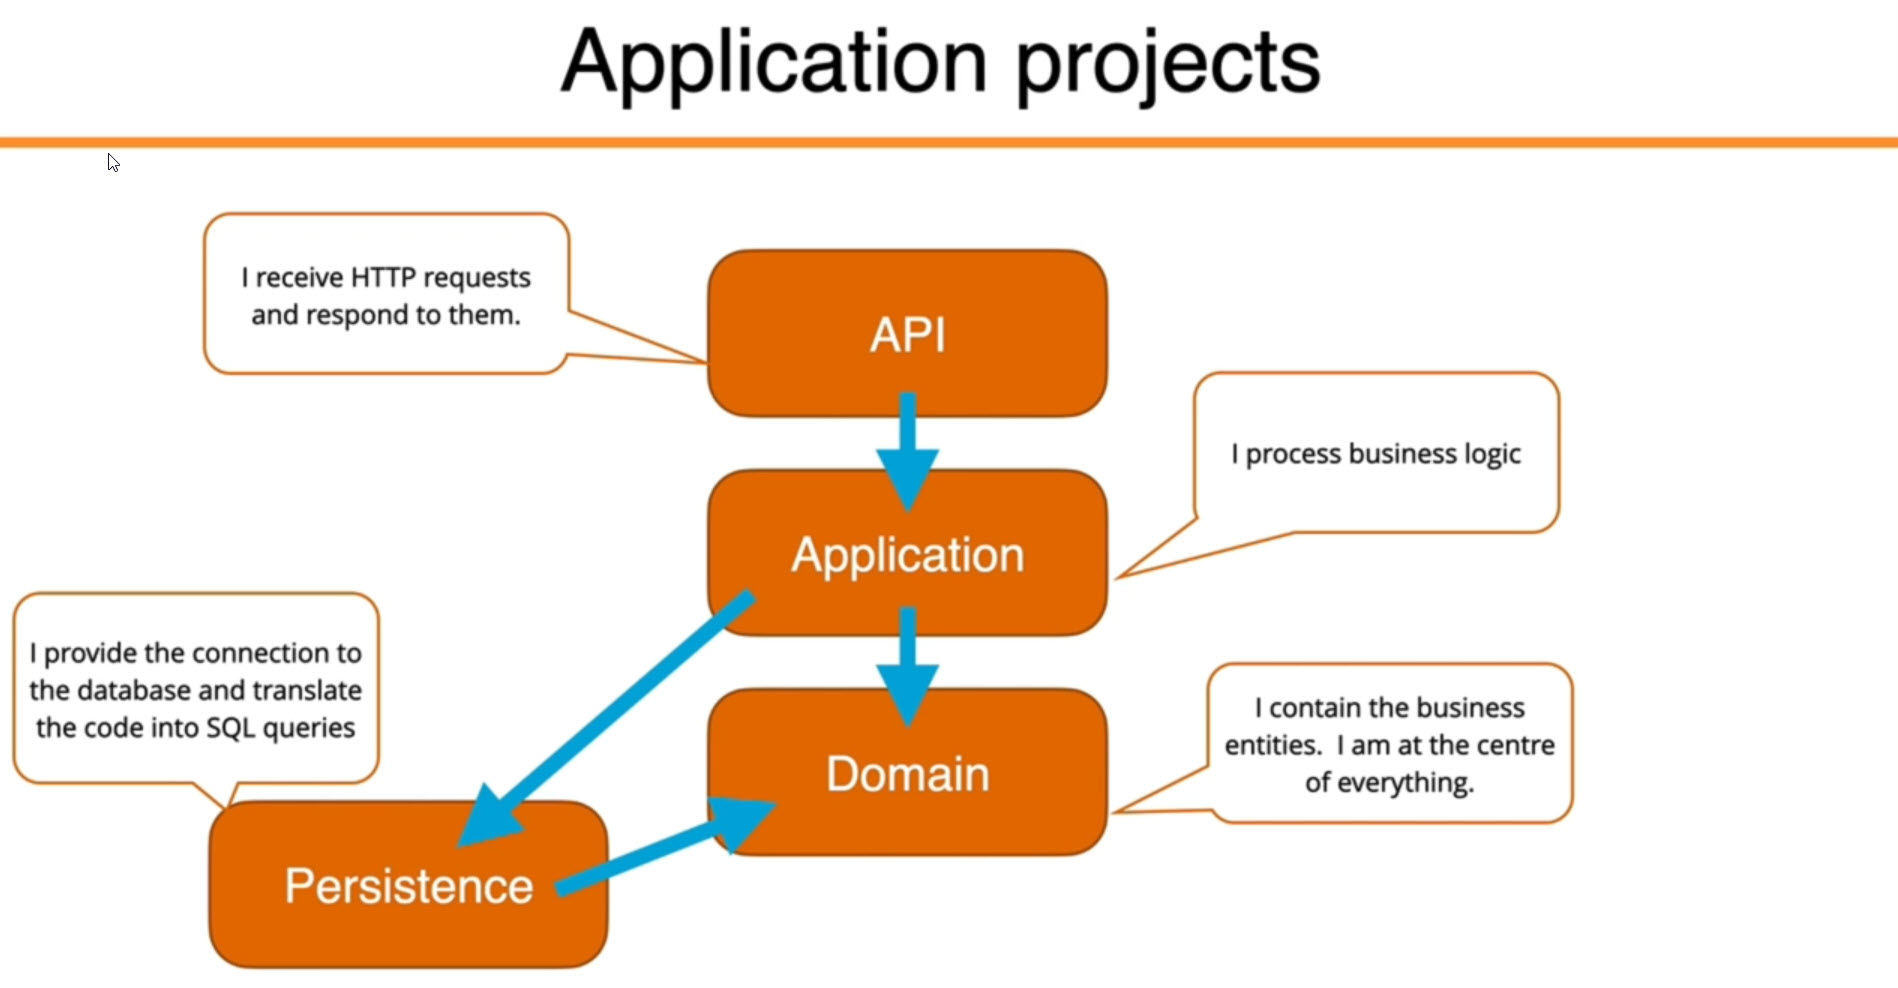 Application projects
I receive HTTP requests
and respond to them.
API
I process business logic
Application
I provide the connection to
the database and translate
the code into SQL queries
I contain the business
entities.  I am at the centre
of everything.
Domain
Persistence